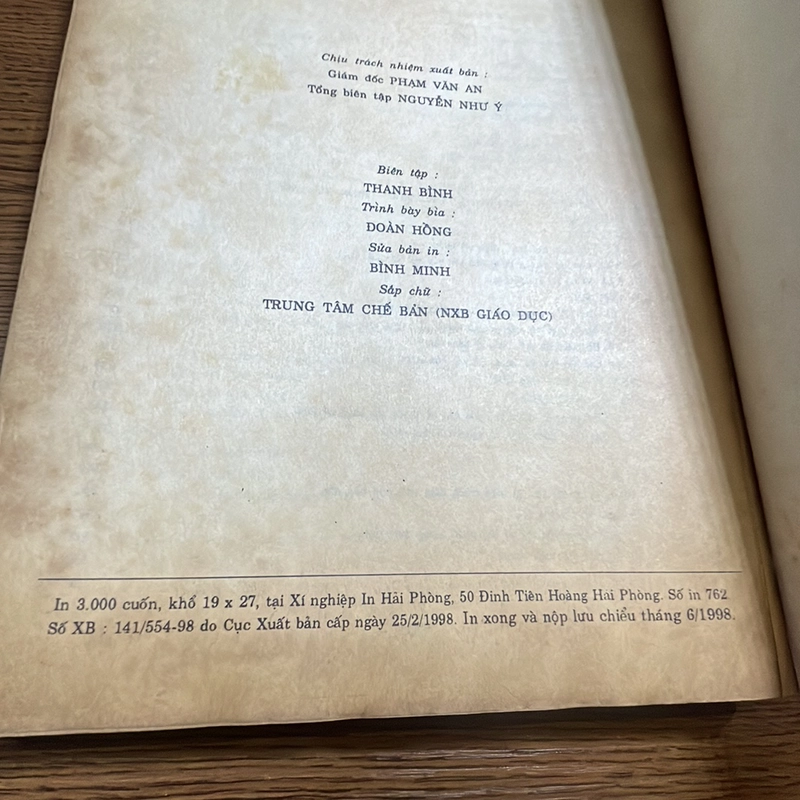 Chịu trách nhiệm xuất bản :
Giám đốc PHẠM VĂN AN
Tổng biên tập NGUYỄN NHƯ Ý
Biên tập :
THANH BÌNH
Trình bày bìa :
ĐOÀN HỒNG
Sửa bản in :
BÌNH MINH
Sắp chữ :
TRUNG TÂM CHẾ BẢN (NXB GIÁO DỤC)
In 3.000 cuốn, khổ 19 x 27, tại Xí nghiệp In Hải Phòng, 50 Đinh Tiên Hoàng Hải Phòng. Số in 762
Số XB : 141/554-98 do Cục Xuất bản cấp ngày 25/2/1998. In xong và nộp lưu chiểu tháng 6/1998.